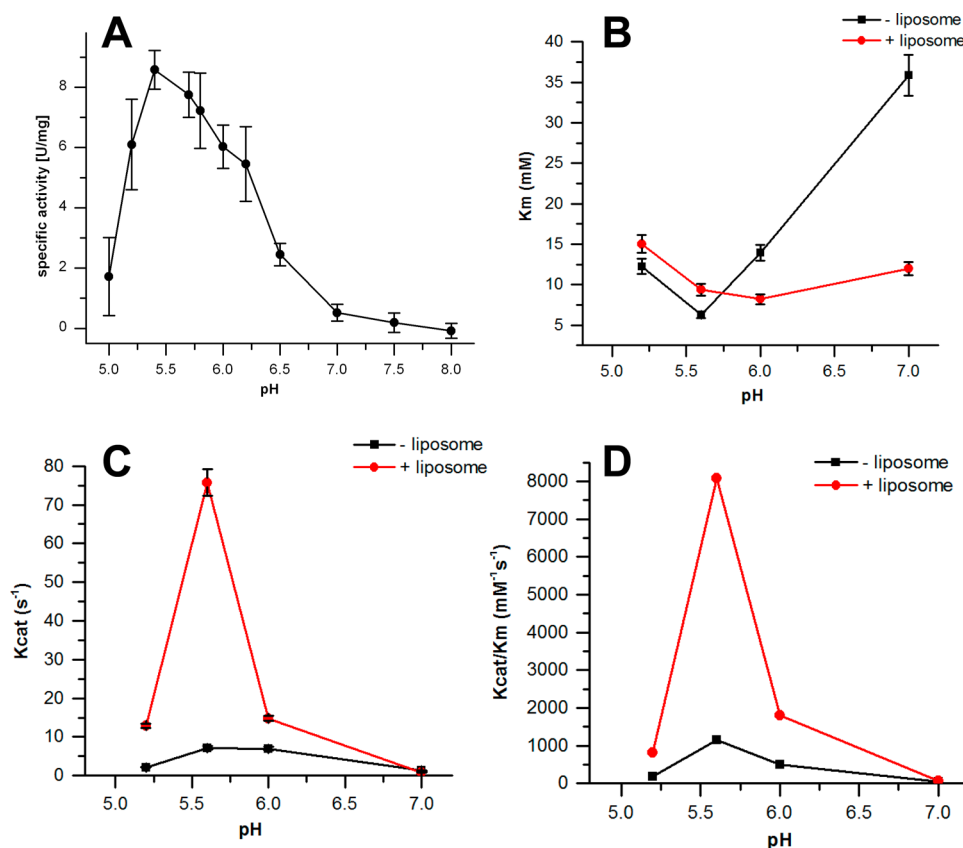 A
specific activity [U/mg]
8
6
4
2
0
5.0 5.5 6.0 6.5 7.0 7.5 8.0
pH
B
- liposome
+ liposome
Km (mM)
40
35
30
25
20
15
10
5
5.0 5.5 6.0 6.5 7.0
pH
C
- liposome
+ liposome
Kcat (s⁻¹)
80
70
60
50
40
30
20
10
0
5.0 5.5 6.0 6.5 7.0
pH
D
- liposome
+ liposome
Kcat/Km (mM⁻¹s⁻¹)
8000
7000
6000
5000
4000
3000
2000
1000
0
5.0 5.5 6.0 6.5 7.0
pH